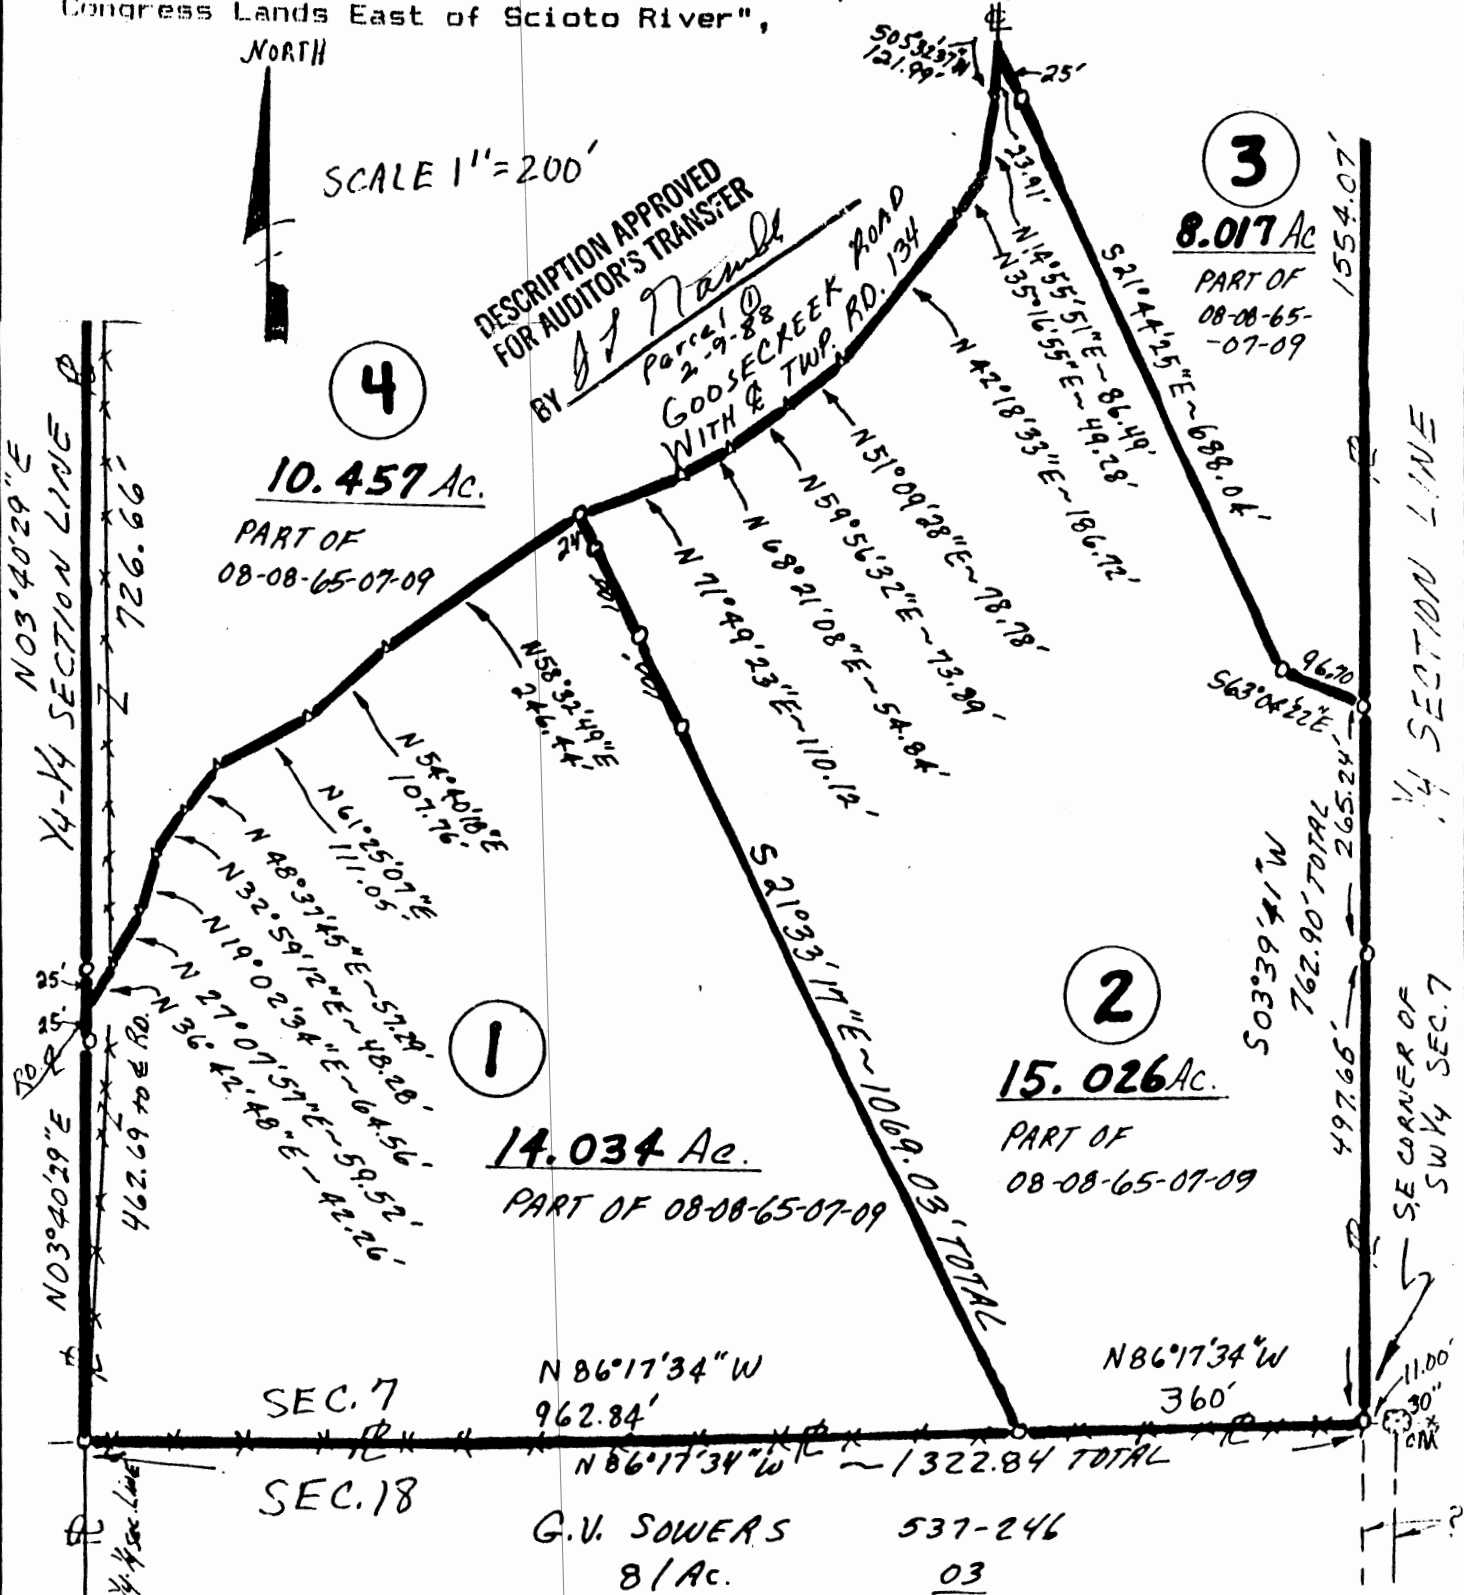 Congress Lands East of Scioto River",
NORTH
SCALE 1"=200'
DESCRIPTION APPROVED
FOR AUDITOR'S TRANSFER
BY
Parcel ①
2-9-88
GOOSECREEK ROAD
WITH ℄ TWP. RD. 134
℄
S05°32'37"W
121.99'
25'
23.91'
3
8.017 Ac
PART OF
08-08-65-
-07-09
1554.07'
N14°55'51"E~86.49'
N35°16'55"E~49.28'
N42°18'33"E~186.72'
N51°09'28"E~78.78'
N59°56'32"E~73.89'
N68°21'08"E~54.84'
N71°49'23"E~110.12'
S21°44'25"E~688.04'
96.70
S63°04'22"E
¼ SECTION LINE
4
10.457 Ac.
PART OF
08-08-65-07-09
N03°40'29"E
¼-¼ SECTION LINE
726.66'
24'
100'
100'
N58°32'49"E
246.44'
N54°40'18"E
107.76'
N61°25'07"E
111.05'
N48°37'45"E~57.29'
N32°59'12"E~48.28'
N19°02'34"E~64.56'
N27°07'57"E~59.52'
N36°42'48"E~42.26'
25'
25'
TO
N03°40'29"E
462.69 to ℄ RD.
1
14.034 Ac.
PART OF 08-08-65-07-09
S21°33'17"E~1069.03' TOTAL
2
15.026 Ac.
PART OF
08-08-65-07-09
S03°39'41"W
762.90' TOTAL
265.24'
497.65'
S.E CORNER OF
SW¼ SEC. 7
11.00'
30"
SEC. 7
N86°17'34"W
962.84'
N86°17'34"W
360'
N86°17'34"W ~1322.84 TOTAL
SEC. 18
¼-¼ SEC. LINE
G.V. SOWERS
537-246
81 Ac.
03
?